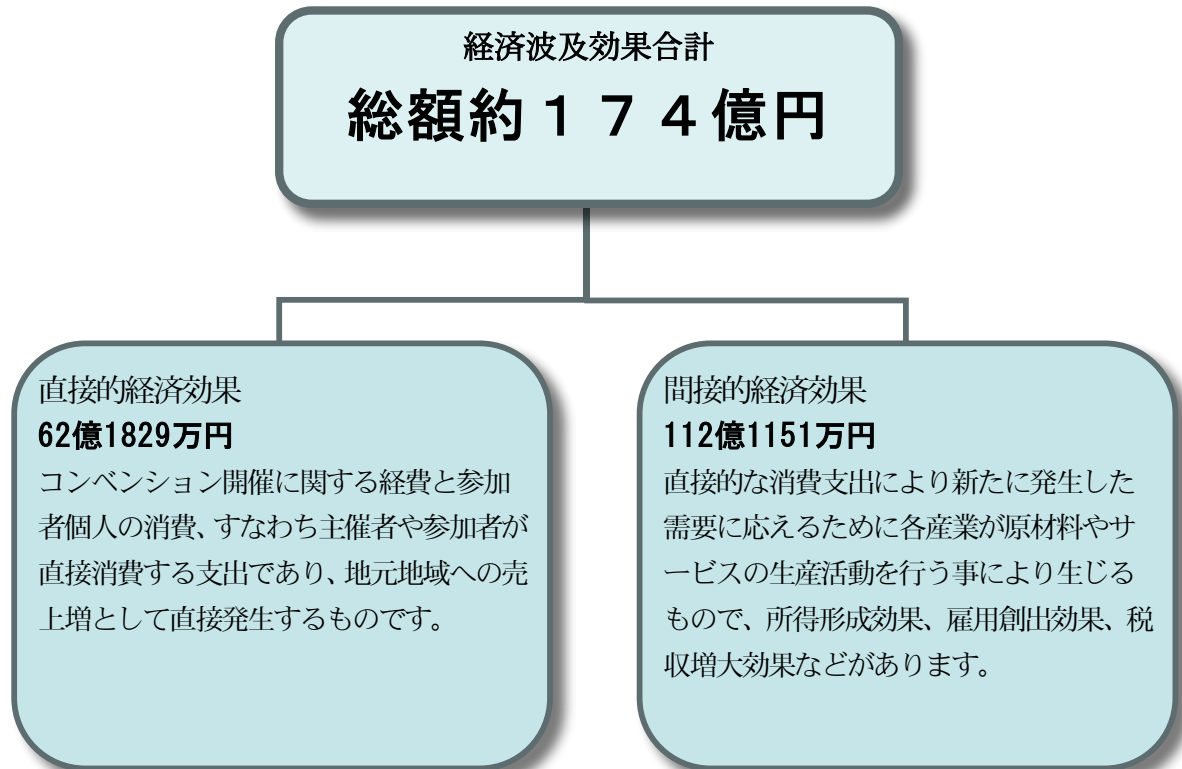 経済波及効果合計
総額約１７４億円
直接的経済効果
62億1829万円
コンベンション開催に関する経費と参加
者個人の消費、すなわち主催者や参加者が
直接消費する支出であり、地元地域への売
上増として直接発生するものです。
間接的経済効果
112億1151万円
直接的な消費支出により新たに発生した
需要に応えるために各産業が原材料やサ
ービスの生産活動を行う事により生じる
もので、所得形成効果、雇用創出効果、税
収増大効果などがあります。